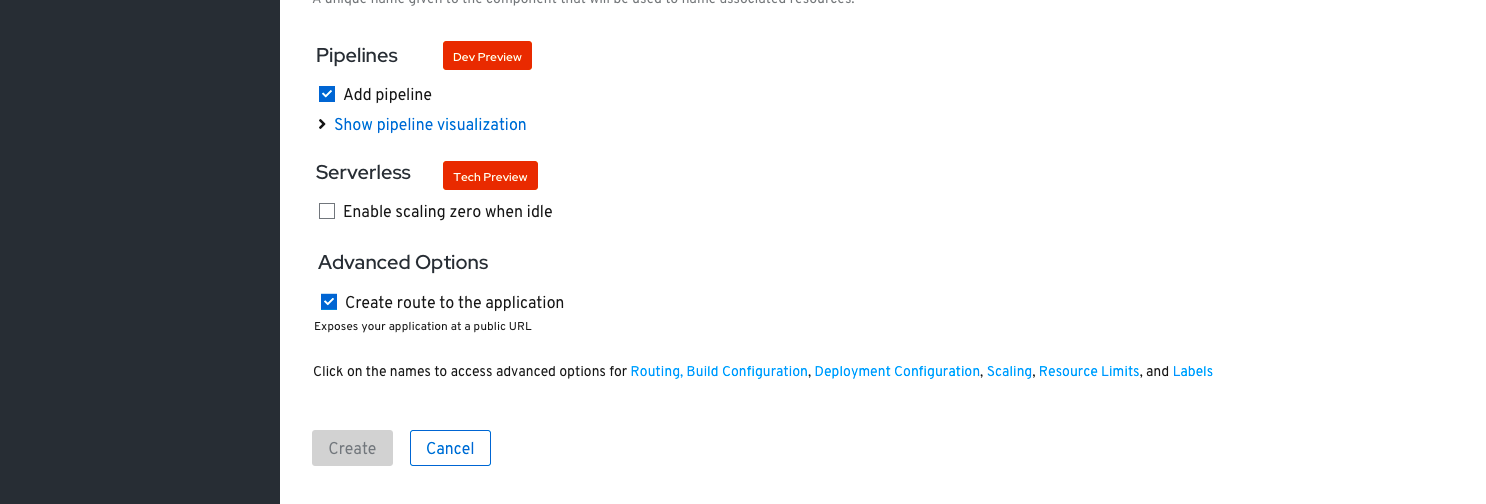 A unique name given to the component that will be used to name associated resources.
Pipelines Dev Preview
Add pipeline
Show pipeline visualization
Serverless Tech Preview
Enable scaling zero when idle
Advanced Options
Create route to the application
Exposes your application at a public URL
Click on the names to access advanced options for Routing, Build Configuration, Deployment Configuration, Scaling, Resource Limits, and Labels
Create Cancel